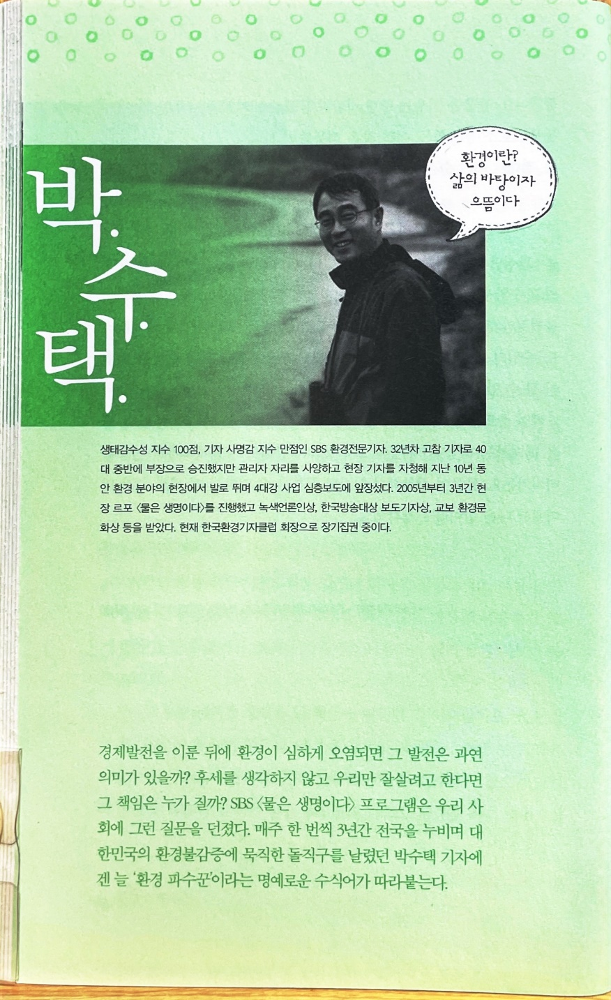 박.
수.
택.
환경이란?
삶의 바탕이자
으뜸이다
생태감수성 지수 100점, 기자 사명감 지수 만점인 SBS 환경전문기자. 32년차 고참 기자로 40
대 중반에 부장으로 승진했지만 관리자 자리를 사양하고 현장 기자를 자청해 지난 10년 동
안 환경 분야의 현장에서 발로 뛰며 4대강 사업 심층보도에 앞장섰다. 2005년부터 3년간 현
장 르포 〈물은 생명이다〉를 진행했고 녹색언론인상, 한국방송대상 보도기자상, 교보 환경문
화상 등을 받았다. 현재 한국환경기자클럽 회장으로 장기집권 중이다.
경제발전을 이룬 뒤에 환경이 심하게 오염되면 그 발전은 과연
의미가 있을까? 후세를 생각하지 않고 우리만 잘살려고 한다면
그 책임은 누가 질까? SBS 〈물은 생명이다〉 프로그램은 우리 사
회에 그런 질문을 던졌다. 매주 한 번씩 3년간 전국을 누비며 대
한민국의 환경불감증에 묵직한 돌직구를 날렸던 박수택 기자에
겐 늘 ‘환경 파수꾼’이라는 명예로운 수식어가 따라붙는다.